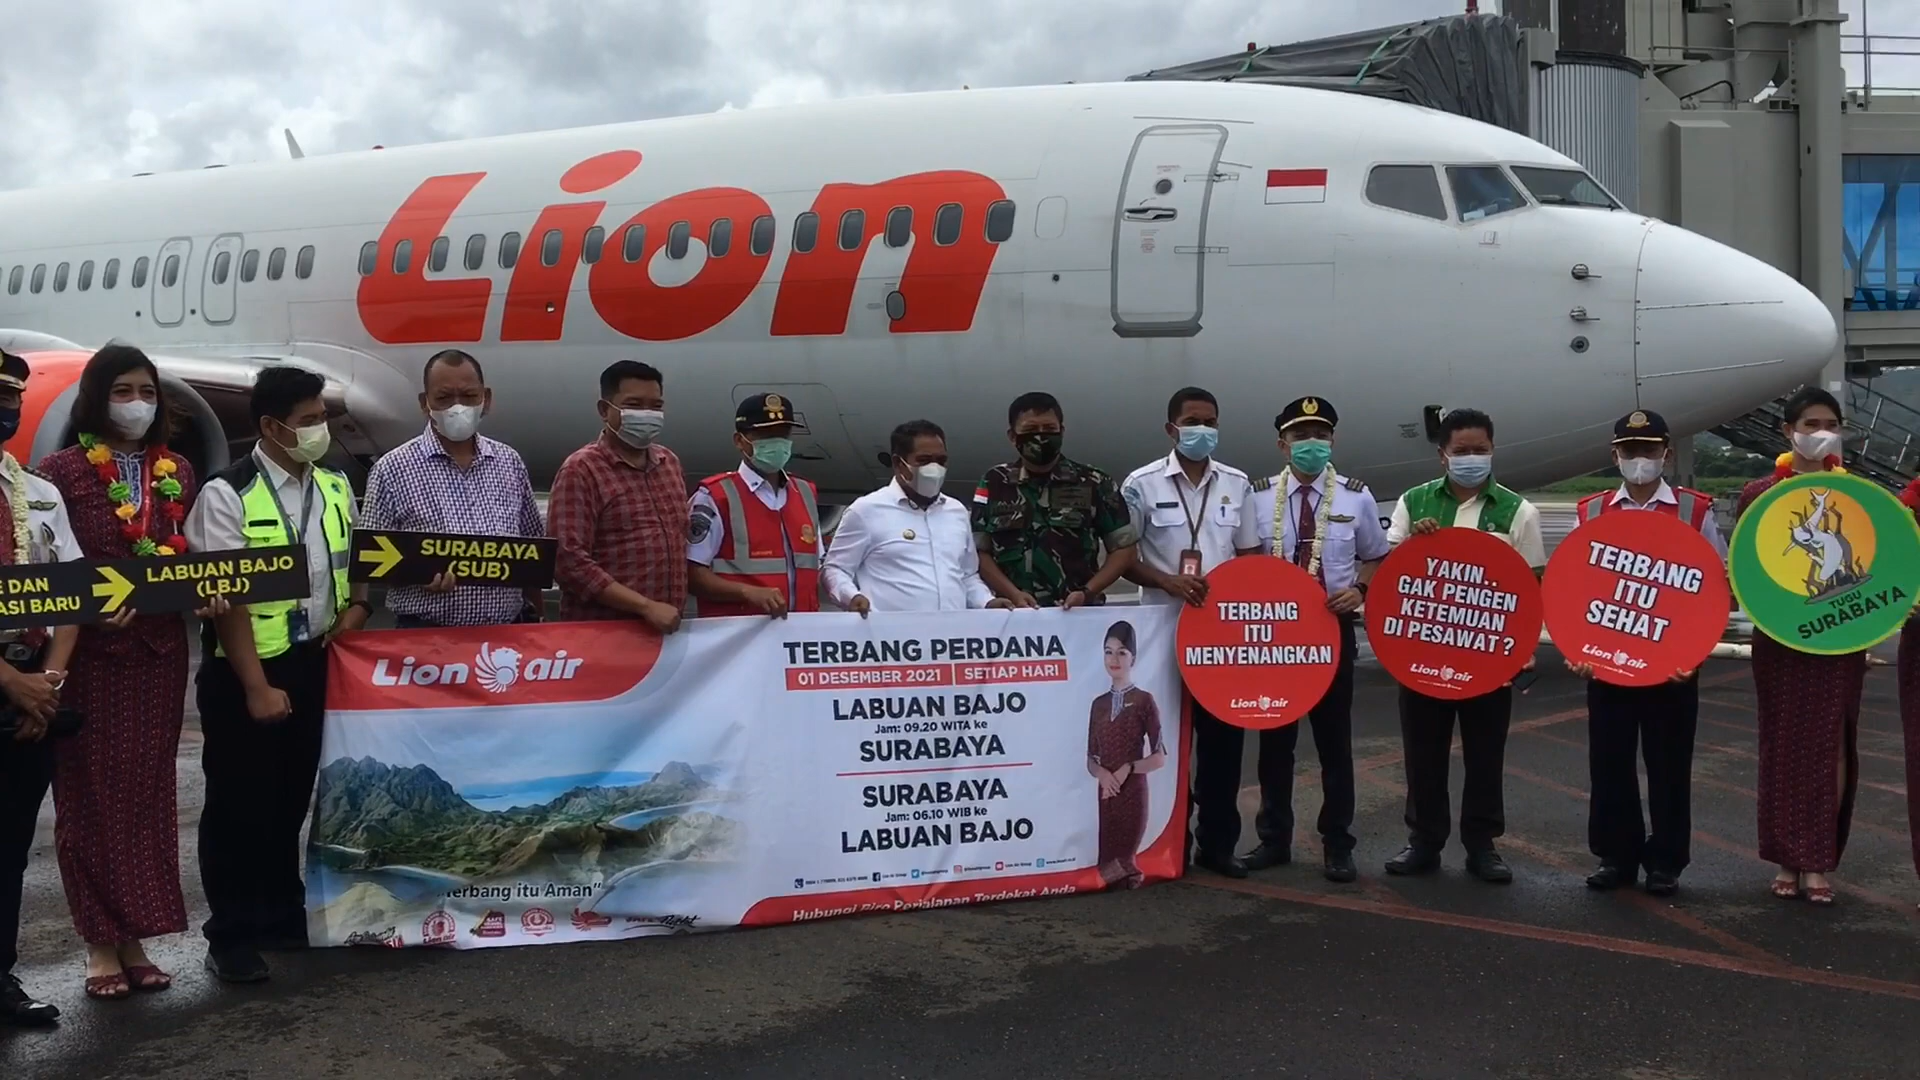 Lion
E DAN
ASI BARU
LABUAN BAJO
(LBJ)
SURABAYA
(SUB)
Lion air
TERBANG PERDANA
01 DESEMBER 2021 | SETIAP HARI
LABUAN BAJO
Jam: 09.20 WITA ke
SURABAYA
SURABAYA
Jam: 06.10 WIB ke
LABUAN BAJO
Terbang itu Aman"
Lion air
Hubungi Biro Perjalanan Terdekat Anda
TERBANG
ITU
MENYENANGKAN
Lion air
YAKIN..
GAK PENGEN
KETEMUAN
DI PESAWAT ?
Lion air
TERBANG
ITU
SEHAT
Lion air
TUGU
SURABAYA